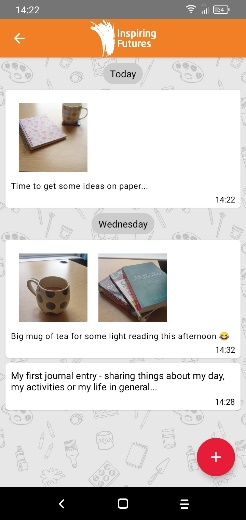 14:22
Inspiring
Futures
Today
Time to get some ideas on paper...
14:22
Wednesday
Big mug of tea for some light reading this afternoon 😂
14:32
My first journal entry - sharing things about my day,
my activities or my life in general...
14:28
+